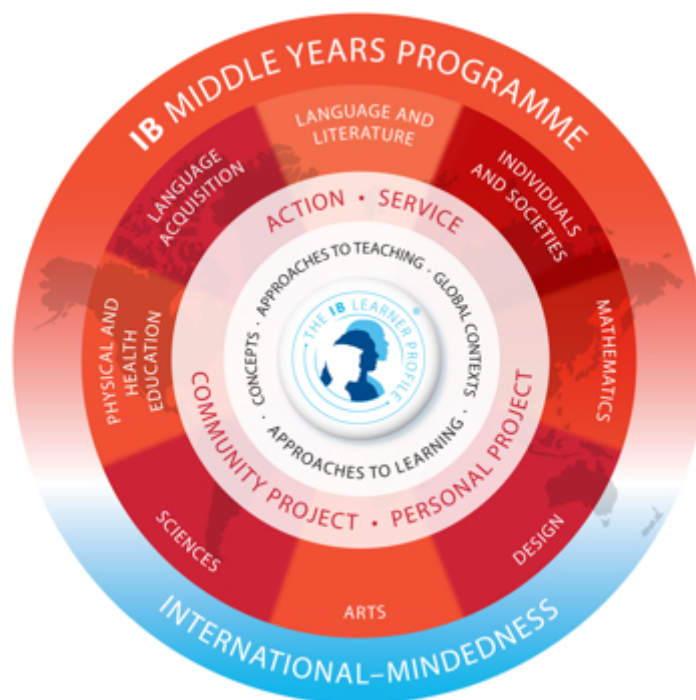 IB MIDDLE YEARS PROGRAMME
LANGUAGE AND
LITERATURE
INDIVIDUALS
AND SOCIETIES
MATHEMATICS
DESIGN
ARTS
SCIENCES
PHYSICAL AND
HEALTH
EDUCATION
LANGUAGE
ACQUISITION
ACTION • SERVICE
PERSONAL PROJECT •
COMMUNITY PROJECT
APPROACHES TO TEACHING ·
GLOBAL CONTEXTS ·
APPROACHES TO LEARNING ·
CONCEPTS ·
· THE IB LEARNER PROFILE ·
®
INTERNATIONAL–MINDEDNESS